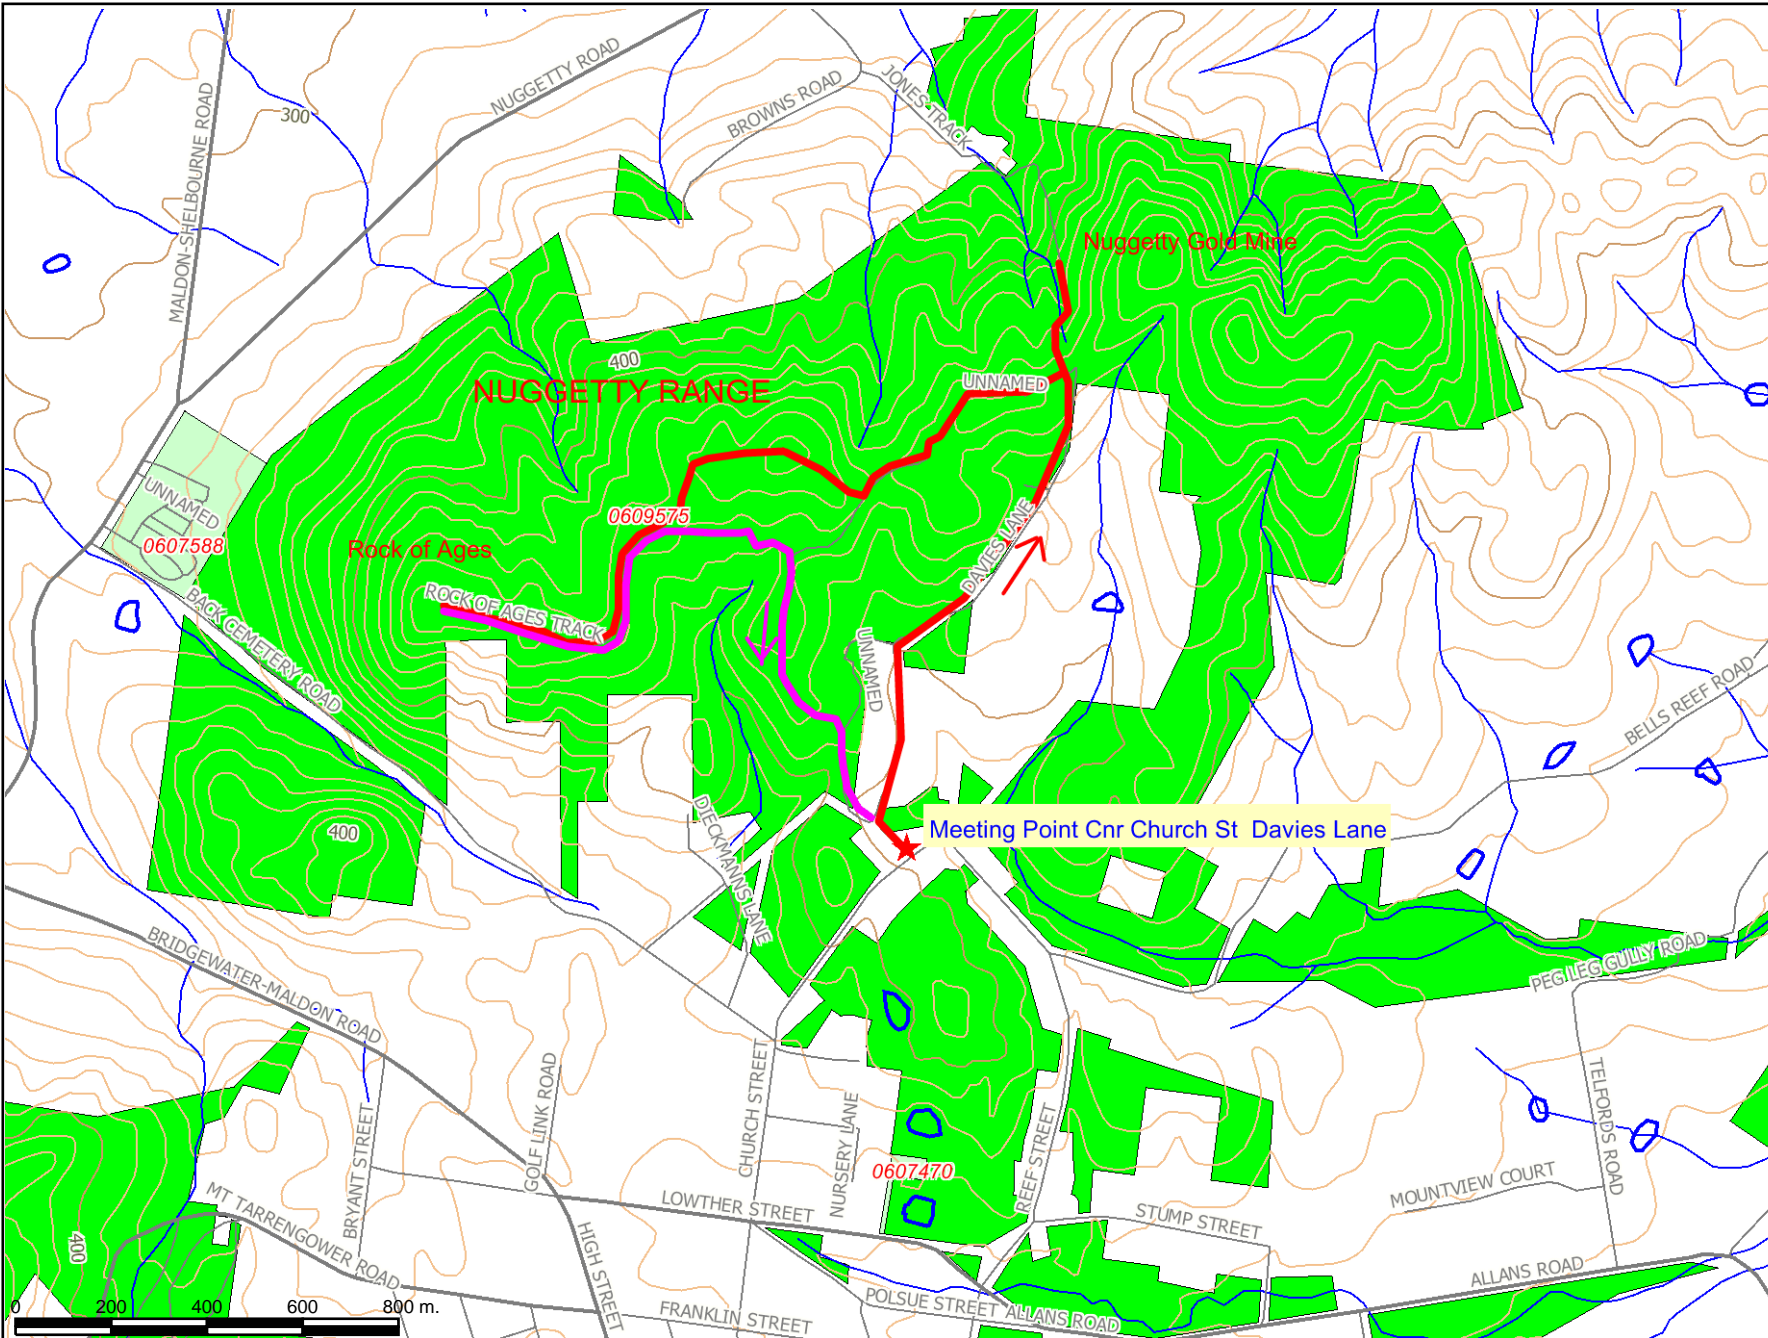 NUGGETTY ROAD
JONES TRACK
BROWNS ROAD
300
MALDON-SHELBOURNE ROAD
Nuggetty Gold Mine
400
NUGGETTY RANGE
UNNAMED
UNNAMED
0609575
0607588
Rock of Ages
DAVIES LANE
ROCK OF AGES TRACK
BACK CEMETERY ROAD
UNNAMED
BELLS REEF ROAD
Meeting Point Cnr Church St Davies Lane
400
DIECKMANNS LANE
BRIDGEWATER-MALDON ROAD
PEG LEG GULLY ROAD
CHURCH STREET
GOLF LINK ROAD
NURSERY LANE
BRYANT STREET
REEF STREET
TELFORDS ROAD
0607470
MOUNTVIEW COURT
LOWTHER STREET
STUMP STREET
MT TARRENGOWER ROAD
400
HIGH STREET
ALLANS ROAD
POLSUE STREET
ALLANS ROAD
FRANKLIN STREET
0 200 400 600 800 m.